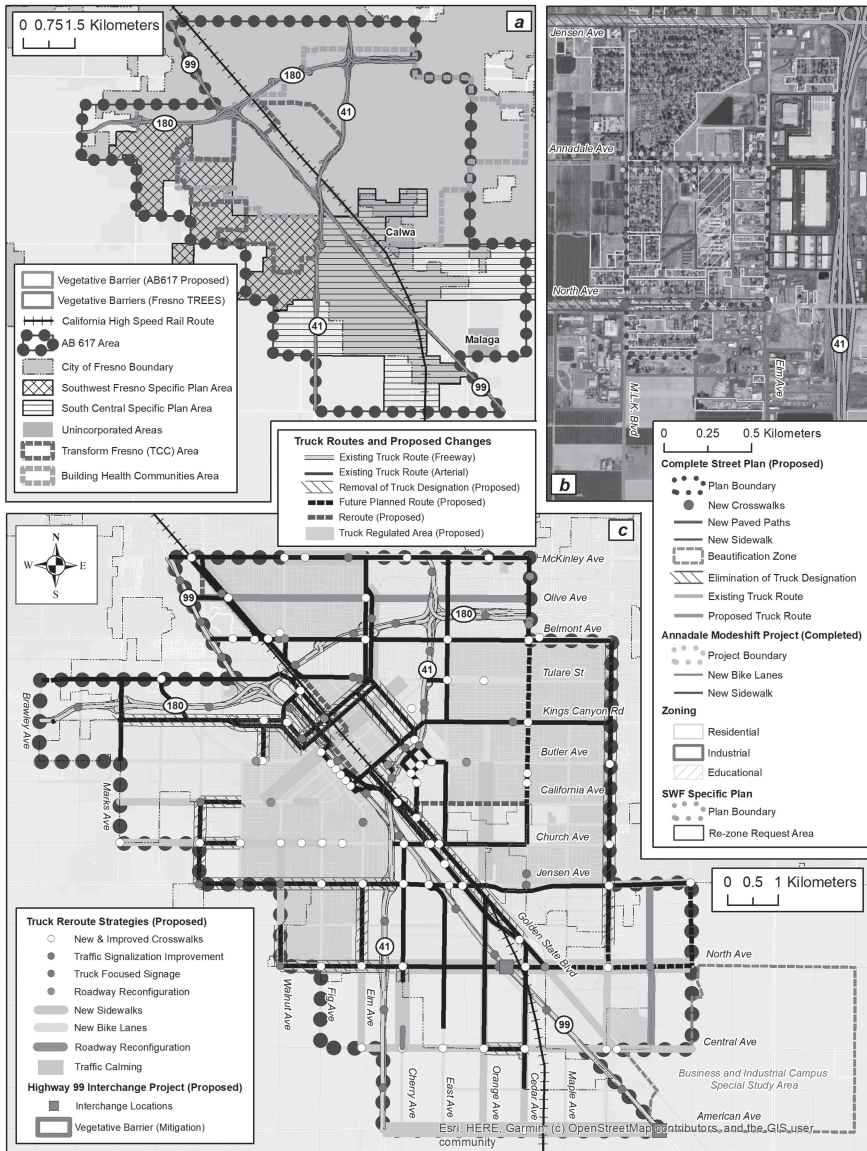 0 0.75 1.5 Kilometers
a
99
180
41
180
Calwa
41
Malaga
99
Vegetative Barrier (AB617 Proposed)
Vegetative Barriers (Fresno TREES)
California High Speed Rail Route
AB 617 Area
City of Fresno Boundary
Southwest Fresno Specific Plan Area
South Central Specific Plan Area
Unincorporated Areas
Transform Fresno (TCC) Area
Building Health Communities Area
Jensen Ave
Annadale Ave
North Ave
41
M.L.K. Blvd
Elm Ave
b
0 0.25 0.5 Kilometers
Complete Street Plan (Proposed)
Plan Boundary
New Crosswalks
New Paved Paths
New Sidewalk
Beautification Zone
Elimination of Truck Designation
Existing Truck Route
Proposed Truck Route
Annadale Modeshift Project (Completed)
Project Boundary
New Bike Lanes
New Sidewalk
Zoning
Residential
Industrial
Educational
SWF Specific Plan
Plan Boundary
Re-zone Request Area
Truck Routes and Proposed Changes
Existing Truck Route (Freeway)
Existing Truck Route (Arterial)
Removal of Truck Designation (Proposed)
Future Planned Route (Proposed)
Reroute (Proposed)
Truck Regulated Area (Proposed)
c
N
W E
S
McKinley Ave
99
Olive Ave
180
Belmont Ave
41
Tulare St
Brawley Ave
180
Kings Canyon Rd
Butler Ave
California Ave
Marks Ave
Church Ave
Jensen Ave
0 0.5 1 Kilometers
Golden State Blvd
41
North Ave
Walnut Ave
Fig Ave
Elm Ave
99
Central Ave
Cherry Ave
East Ave
Orange Ave
Cedar Ave
Maple Ave
Business and Industrial Campus
Special Study Area
American Ave
Truck Reroute Strategies (Proposed)
New & Improved Crosswalks
Traffic Signalization Improvement
Truck Focused Signage
Roadway Reconfiguration
New Sidewalks
New Bike Lanes
Roadway Reconfiguration
Traffic Calming
Highway 99 Interchange Project (Proposed)
Interchange Locations
Vegetative Barrier (Mitigation)
Esri, HERE, Garmin, (c) OpenStreetMap contributors, and the GIS user
community